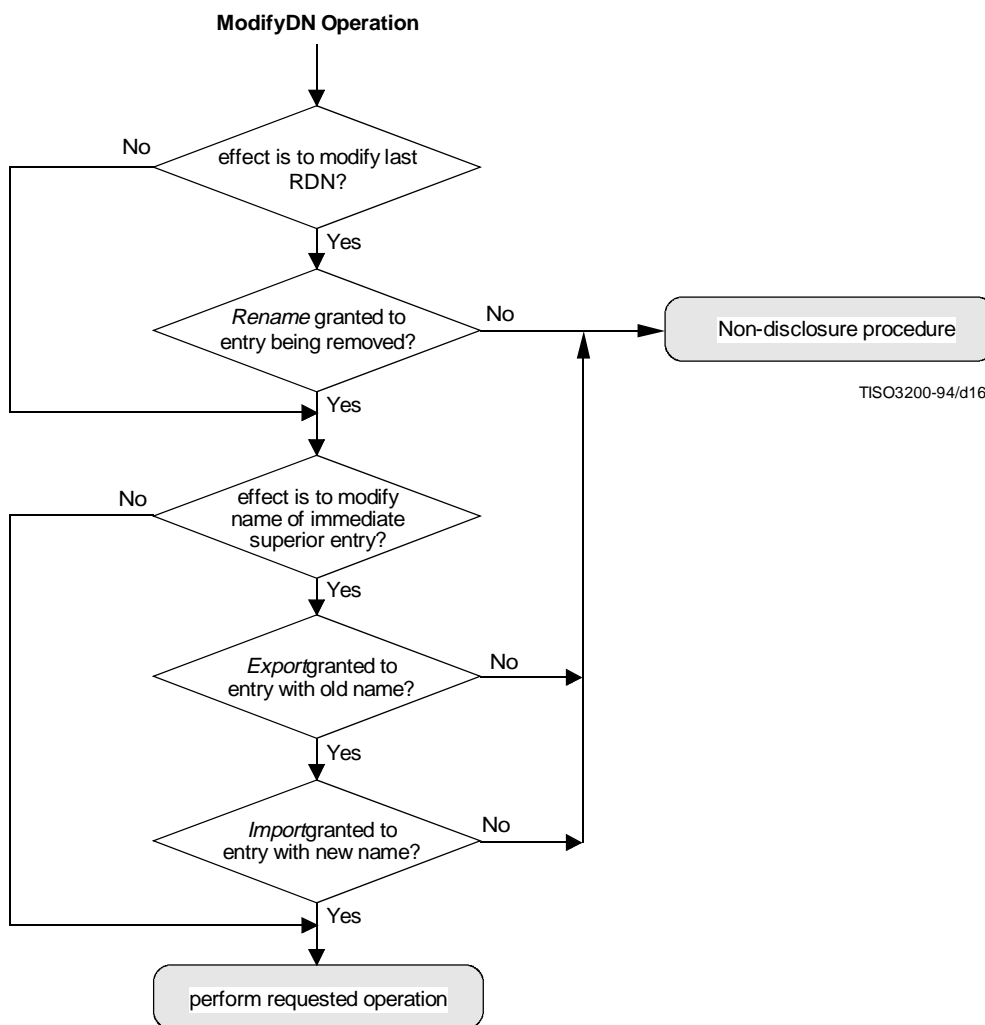 ModifyDN Operation
No
effect is to modify last
RDN?
Yes
Rename granted to
entry being removed?
No
Non-disclosure procedure
Yes
TISO3200-94/d16
No
effect is to modify
name of immediate
superior entry?
Yes
Exportgranted to
entry with old name?
No
Yes
Importgranted to
entry with new name?
No
Yes
perform requested operation